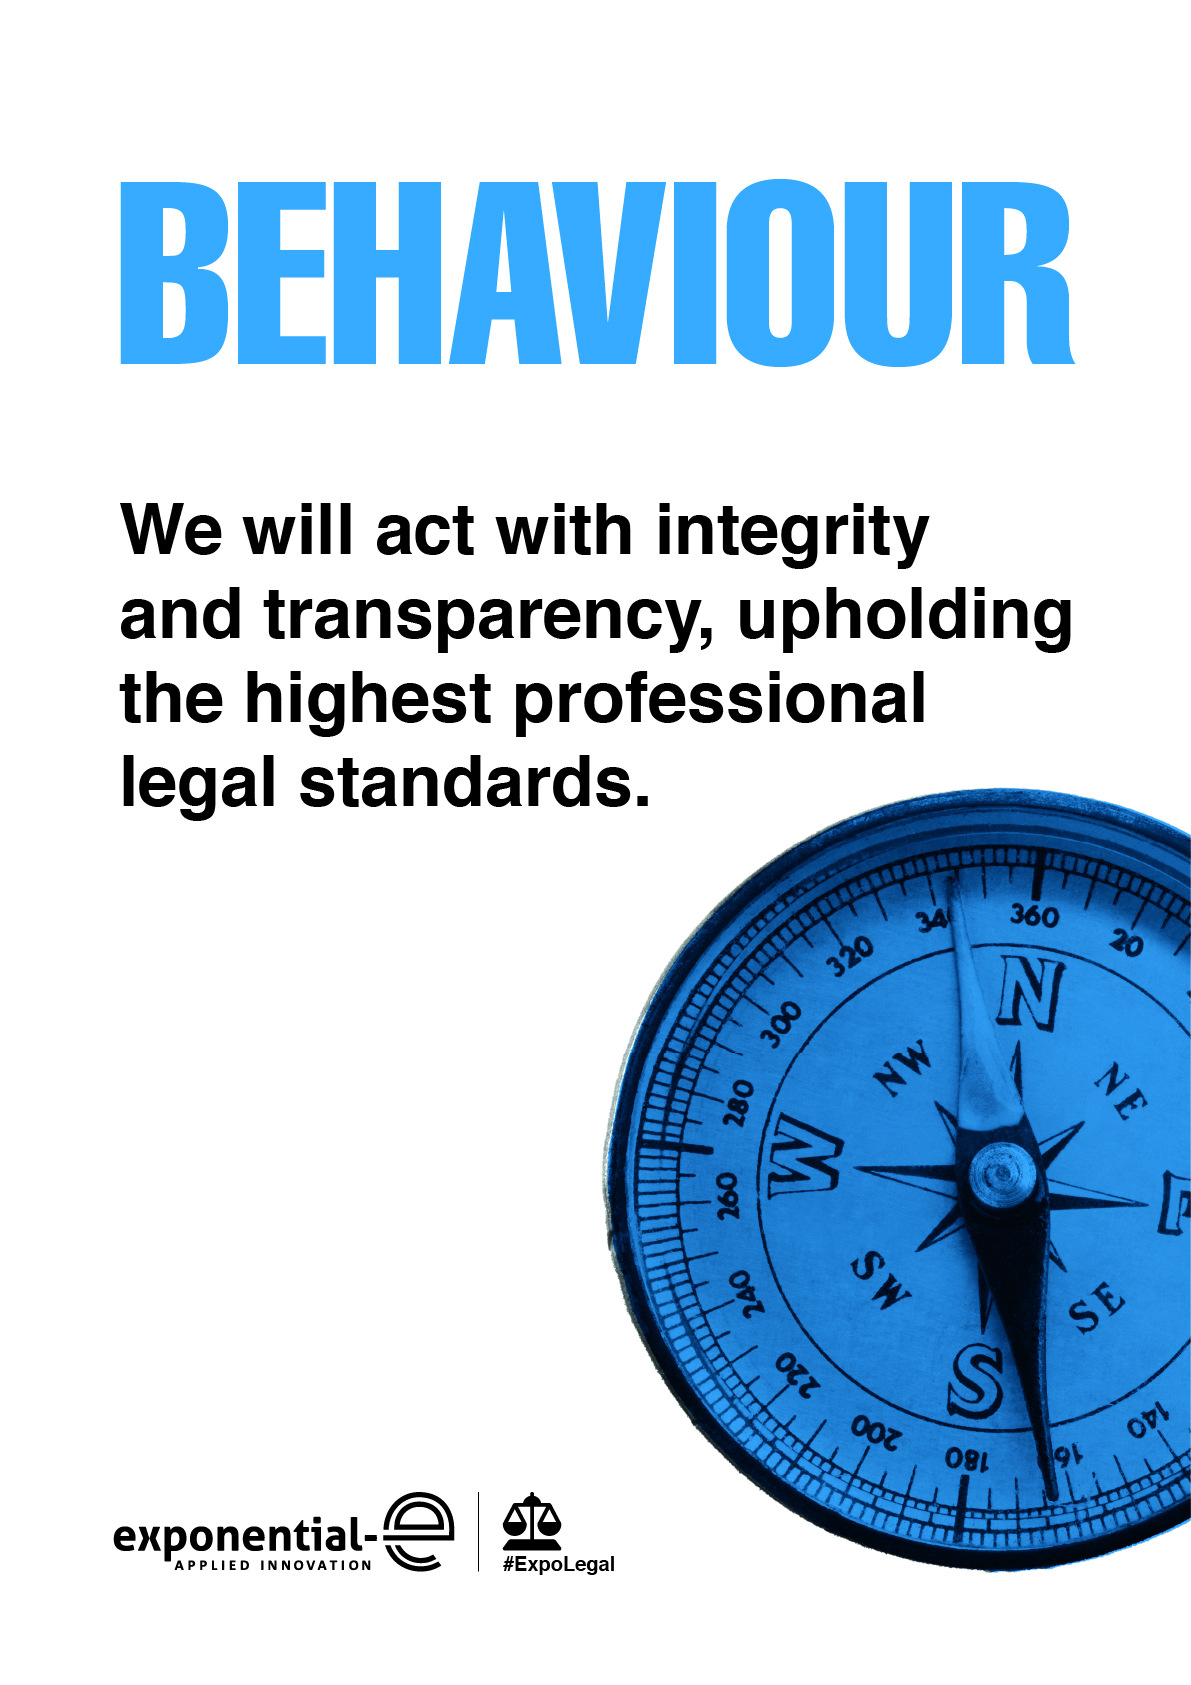 BEHAVIOUR
We will act with integrity
and transparency, upholding
the highest professional
legal standards.
360
20
320
300
280
260
240
220
200
180
140
N
NE
SE
S
SW
W
NW
exponential-e
APPLIED INNOVATION
#ExpoLegal